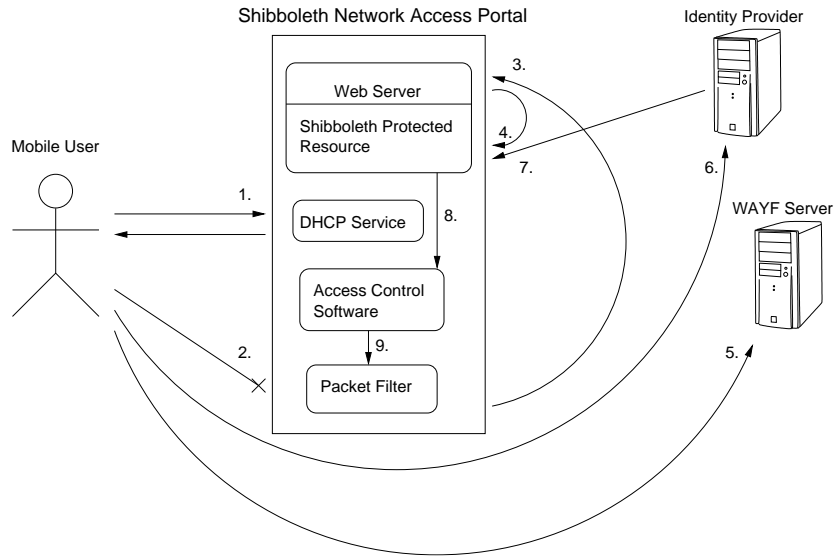 Shibboleth Network Access Portal
Identity Provider
3.
Web Server
Shibboleth Protected
Resource
4.
7.
6.
Mobile User
1.
WAYF Server
DHCP Service
8.
Access Control
Software
2.
9.
5.
Packet Filter